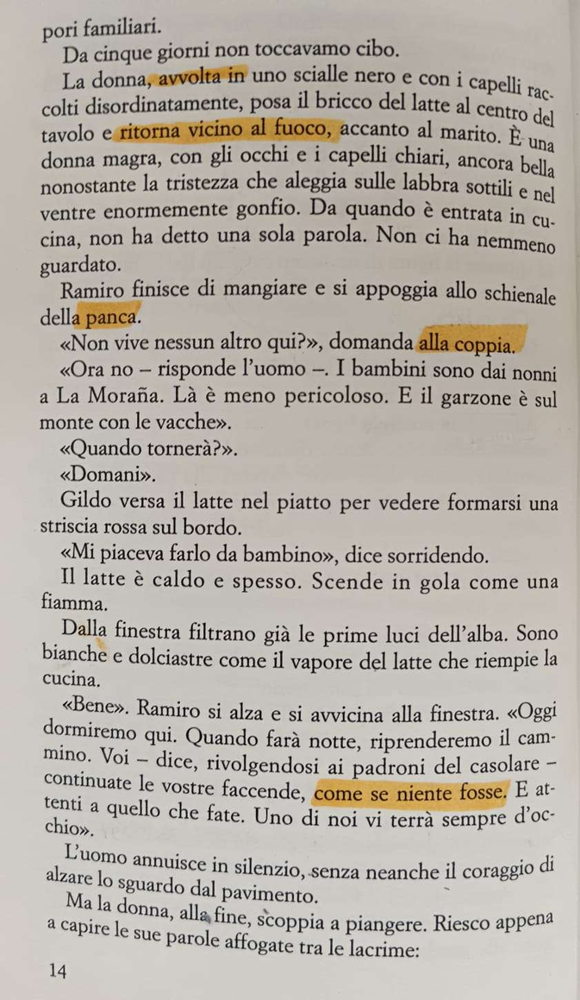 pori familiari.
Da cinque giorni non toccavamo cibo.
La donna, avvolta in uno scialle nero e con i capelli rac-
colti disordinatamente, posa il bricco del latte al centro del
tavolo e ritorna vicino al fuoco, accanto al marito. È una
donna magra, con gli occhi e i capelli chiari, ancora bella
nonostante la tristezza che aleggia sulle labbra sottili e nel
ventre enormemente gonfio. Da quando è entrata in cu-
cina, non ha detto una sola parola. Non ci ha nemmeno
guardato.
Ramiro finisce di mangiare e si appoggia allo schienale
della panca.
«Non vive nessun altro qui?», domanda alla coppia.
«Ora no – risponde l'uomo –. I bambini sono dai nonni
a La Moraña. Là è meno pericoloso. E il garzone è sul
monte con le vacche».
«Quando tornerà?».
«Domani».
Gildo versa il latte nel piatto per vedere formarsi una
striscia rossa sul bordo.
«Mi piaceva farlo da bambino», dice sorridendo.
Il latte è caldo e spesso. Scende in gola come una
fiamma.
Dalla finestra filtrano già le prime luci dell'alba. Sono
bianche e dolciastre come il vapore del latte che riempie la
cucina.
«Bene». Ramiro si alza e si avvicina alla finestra. «Oggi
dormiremo qui. Quando farà notte, riprenderemo il cam-
mino. Voi – dice, rivolgendosi ai padroni del casolare –
continuate le vostre faccende, come se niente fosse. E at-
tenti a quello che fate. Uno di noi vi terrà sempre d'oc-
chio».
L'uomo annuisce in silenzio, senza neanche il coraggio di
alzare lo sguardo dal pavimento.
Ma la donna, alla fine, scoppia a piangere. Riesco appena
a capire le sue parole affogate tra le lacrime:
14